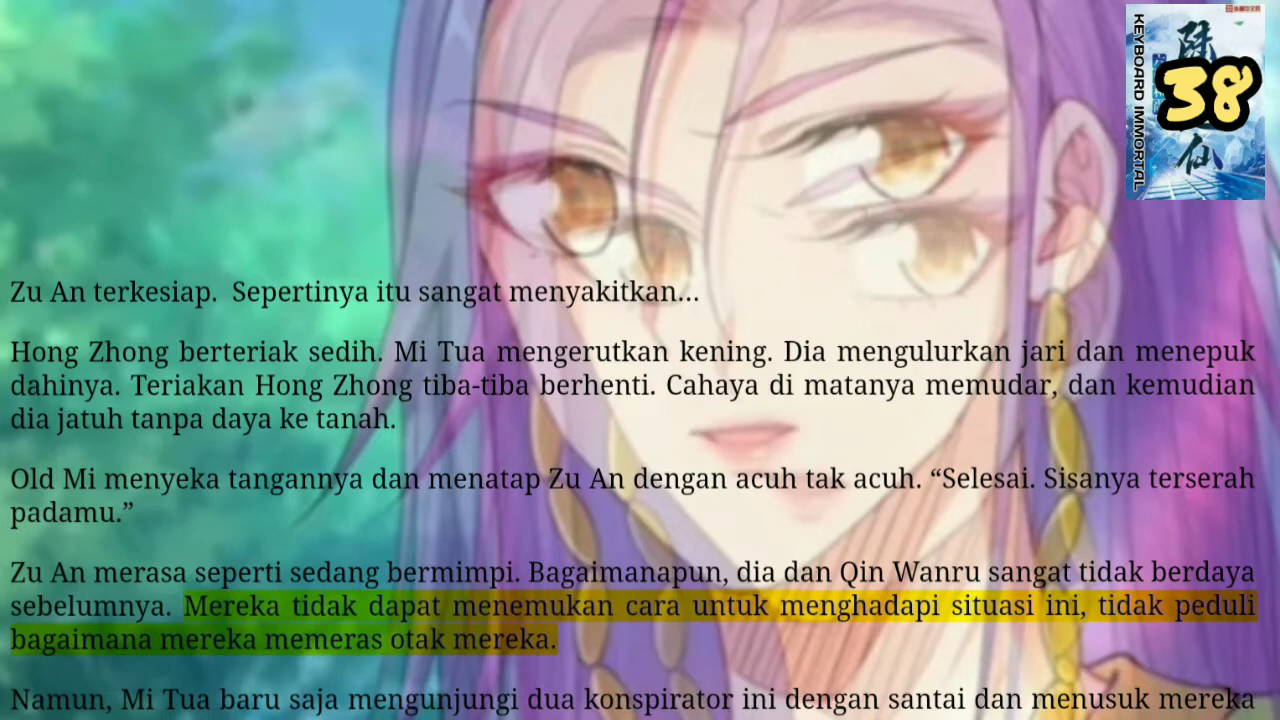 KEYBOARD IMMORTAL
38
仙
Zu An terkesiap.  Sepertinya itu sangat menyakitkan...
Hong Zhong berteriak sedih. Mi Tua mengerutkan kening. Dia mengulurkan jari dan menepuk
dahinya. Teriakan Hong Zhong tiba-tiba berhenti. Cahaya di matanya memudar, dan kemudian
dia jatuh tanpa daya ke tanah.
Old Mi menyeka tangannya dan menatap Zu An dengan acuh tak acuh. “Selesai. Sisanya terserah
padamu.”
Zu An merasa seperti sedang bermimpi. Bagaimanapun, dia dan Qin Wanru sangat tidak berdaya
sebelumnya. Mereka tidak dapat menemukan cara untuk menghadapi situasi ini, tidak peduli
bagaimana mereka memeras otak mereka.
Namun, Mi Tua baru saja mengunjungi dua konspirator ini dengan santai dan menusuk mereka